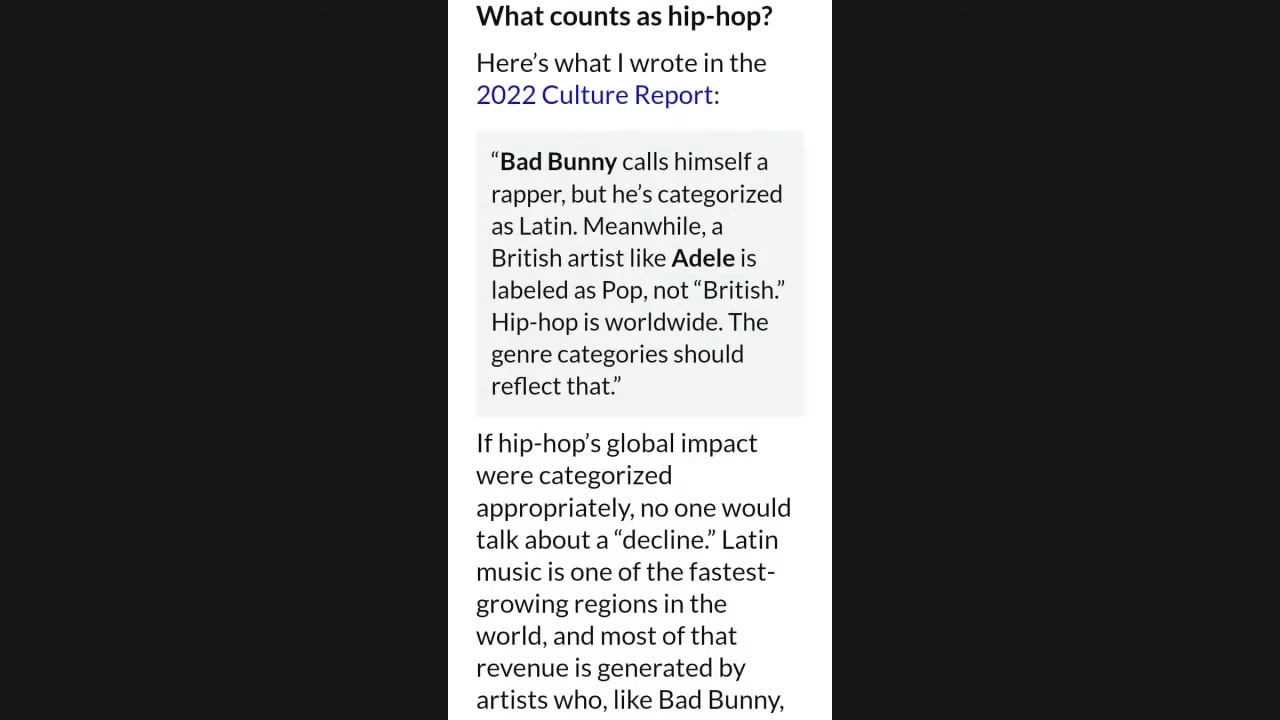 What counts as hip-hop?
Here’s what I wrote in the
2022 Culture Report:
“Bad Bunny calls himself a
rapper, but he’s categorized
as Latin. Meanwhile, a
British artist like Adele is
labeled as Pop, not “British.”
Hip-hop is worldwide. The
genre categories should
reflect that.”
If hip-hop’s global impact
were categorized
appropriately, no one would
talk about a “decline.” Latin
music is one of the fastest-
growing regions in the
world, and most of that
revenue is generated by
artists who, like Bad Bunny,